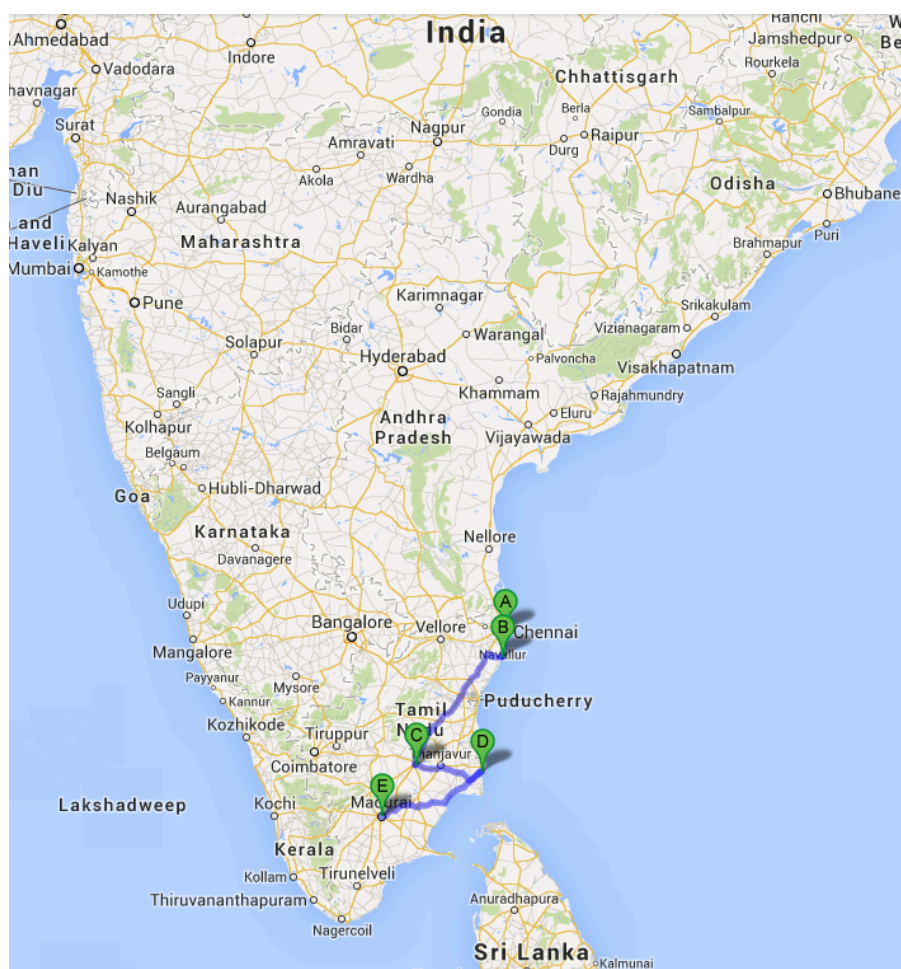 Ahmedabad
India
Ranchi
W
Be
Indore
Jamshedpur
Vadodara
Rourkela
havnagar
Chhattisgarh
Gondia
Berla
Sambalpur
Surat
Nagpur
Raipur
Amravati
Durg
Akola
Wardha
man
Diu
Odisha
Nashik
Bhubane
Aurangabad
and
Haveli
Puri
Kalyan
Maharashtra
Brahmapur
Mumbai
Kamothe
Karimnagar
Pune
Srikakulam
Bidar
Warangal
Vizianagaram
Solapur
Hyderabad
Palvoncha
Visakhapatnam
Khammam
Sangli
Rajahmundry
Kolhapur
Andhra
Pradesh
Eluru
Vijayawada
Belgaum
Goa
Hubli-Dharwad
Karnataka
Nellore
Davanagere
A
Udupi
B
Bangalore
Vellore
Chennai
Mangalore
Navallur
Payyanur
Mysore
Kannur
Tamil
Puducherry
Kozhikode
Tiruppur
C
D
Coimbatore
E
Lakshadweep
Kochi
Madurai
Kerala
Kollam
Tirunelveli
Thiruvananthapuram
Anuradhapura
Nagercoil
Sri Lanka
Kalmunai